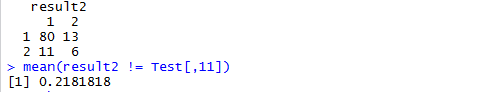 result2
1 2
1 80 13
2 11 6
> mean(result2 != Test[,11])
[1] 0.2181818